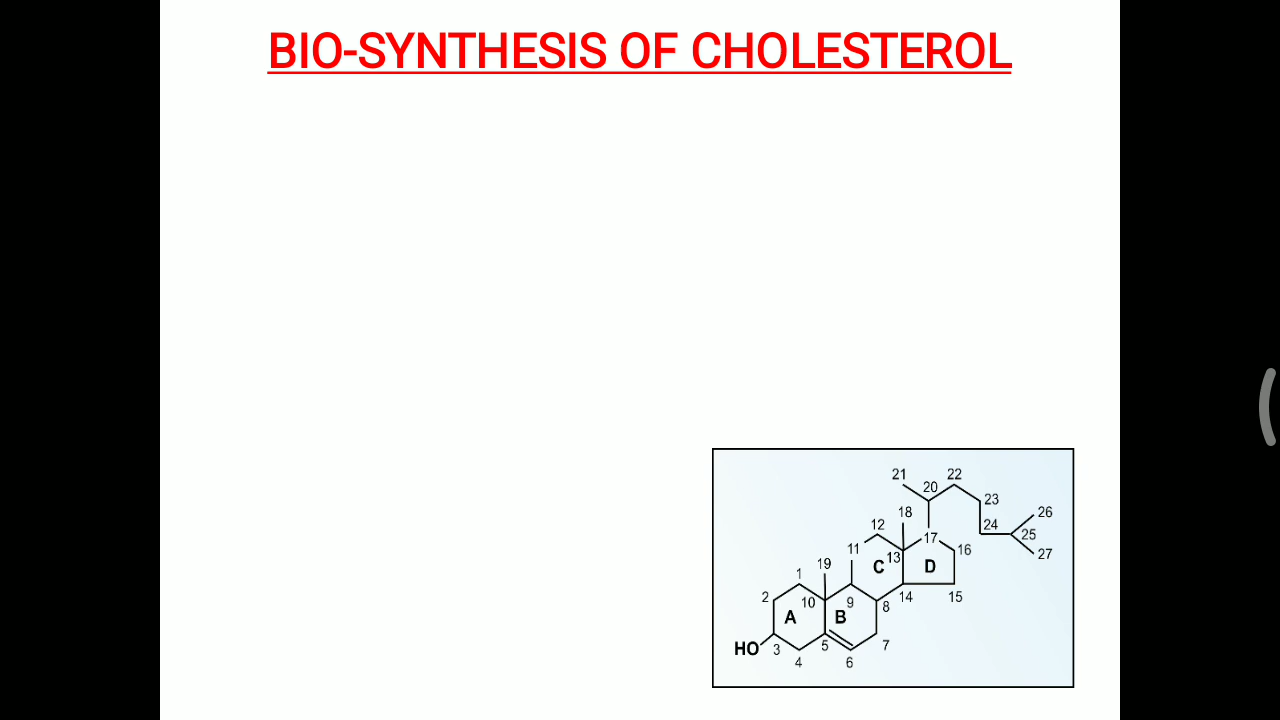 BIO-SYNTHESIS OF CHOLESTEROL
21 20 22
23
18 24 26
12 17 25
11 13 16 27
19 C D
1
2 10 9 8 14 15
A B
HO 3 5 7
4 6